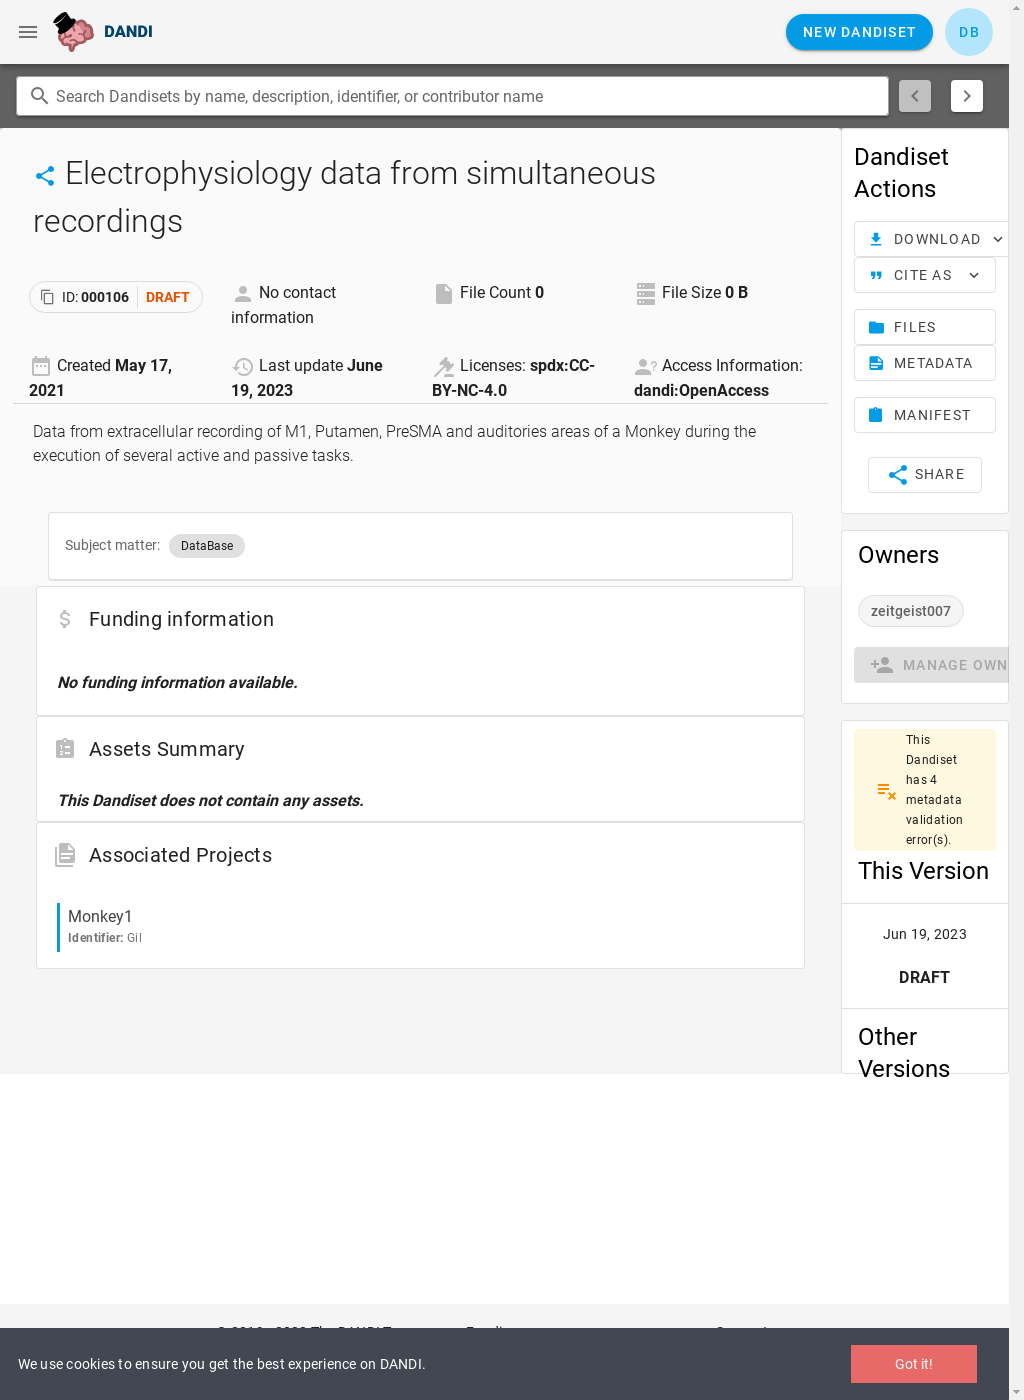 DANDI
NEW DANDISET
DB
Search Dandisets by name, description, identifier, or contributor name
Electrophysiology data from simultaneous
recordings
ID: 000106 DRAFT
No contact
information
File Count 0
File Size 0 B
Created May 17,
2021
Last update June
19, 2023
Licenses: spdx:CC-
BY-NC-4.0
Access Information:
dandi:OpenAccess
Data from extracellular recording of M1, Putamen, PreSMA and auditories areas of a Monkey during the
execution of several active and passive tasks.
Subject matter: DataBase
Funding information
No funding information available.
Assets Summary
This Dandiset does not contain any assets.
Associated Projects
Monkey1
Identifier: Gil
Dandiset
Actions
DOWNLOAD
CITE AS
FILES
METADATA
MANIFEST
SHARE
Owners
zeitgeist007
MANAGE OWN
This
Dandiset
has 4
metadata
validation
error(s).
This Version
Jun 19, 2023
DRAFT
Other
Versions
We use cookies to ensure you get the best experience on DANDI.
Got it!